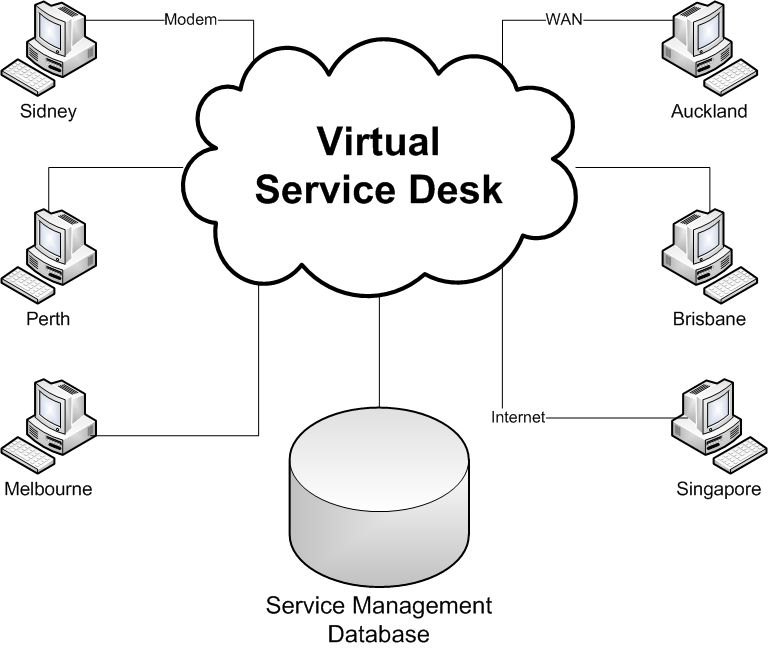 Modem
WAN
Sidney
Auckland
Virtual
Service Desk
Perth
Brisbane
Internet
Melbourne
Singapore
Service Management
Database